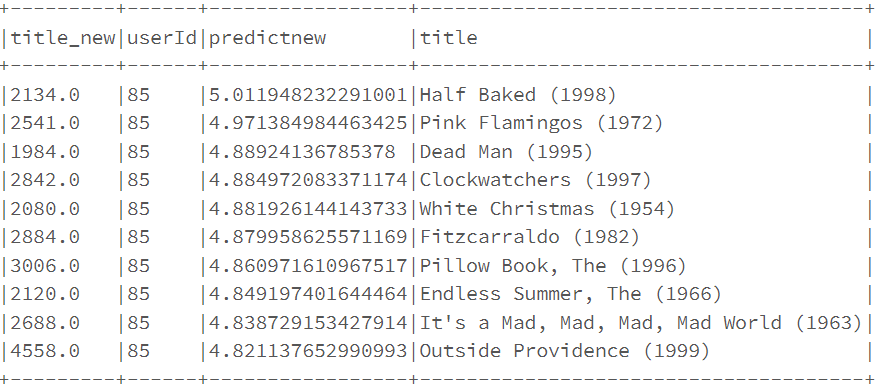 +---------+------+-----------------+--------------------------------------+
|title_new|userId|predictnew       |title                                 |
+---------+------+-----------------+--------------------------------------+
|2134.0   |85    |5.011948232291001|Half Baked (1998)                     |
|2541.0   |85    |4.971384984463425|Pink Flamingos (1972)                 |
|1984.0   |85    |4.88924136785378 |Dead Man (1995)                       |
|2842.0   |85    |4.884972083371174|Clockwatchers (1997)                  |
|2080.0   |85    |4.881926144143733|White Christmas (1954)                |
|2884.0   |85    |4.879958625571169|Fitzcarraldo (1982)                   |
|3006.0   |85    |4.860971610967517|Pillow Book, The (1996)               |
|2120.0   |85    |4.849197401644464|Endless Summer, The (1966)            |
|2688.0   |85    |4.838729153427914|It's a Mad, Mad, Mad, Mad World (1963)|
|4558.0   |85    |4.821137652990993|Outside Providence (1999)             |
+---------+------+-----------------+--------------------------------------+